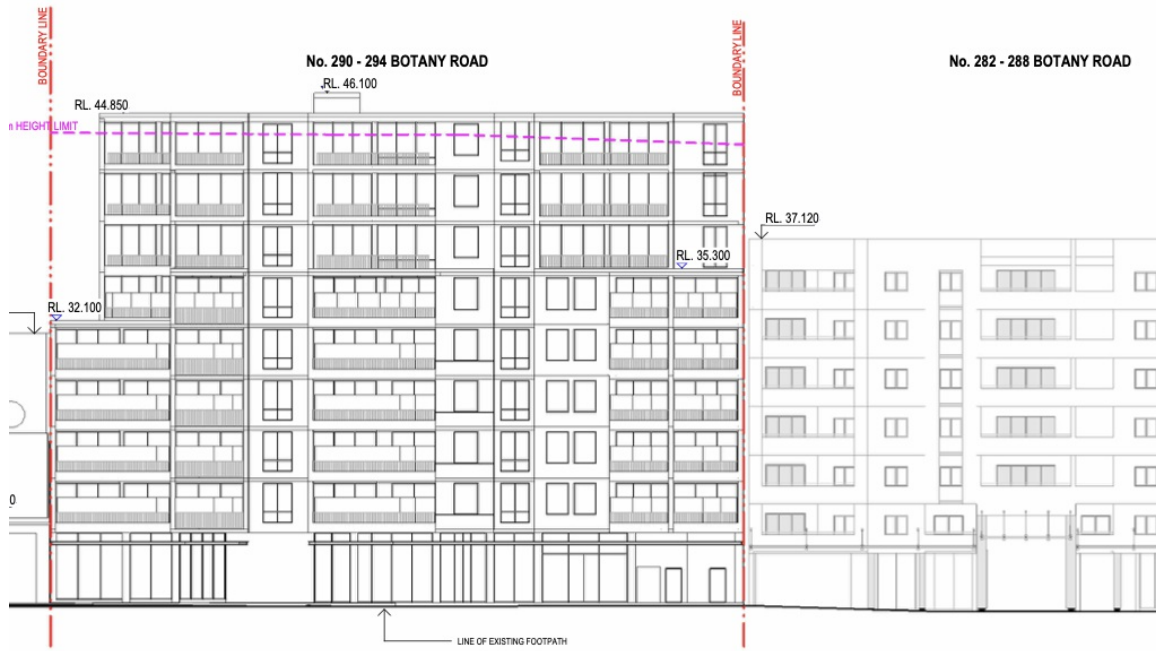 BOUNDARY LINE
No. 290 - 294 BOTANY ROAD
BOUNDARY LINE
No. 282 - 288 BOTANY ROAD
RL. 46.100
RL. 44.850
HEIGHT LIMIT
RL. 37.120
RL. 35.300
RL. 32.100
0
LINE OF EXISTING FOOTPATH